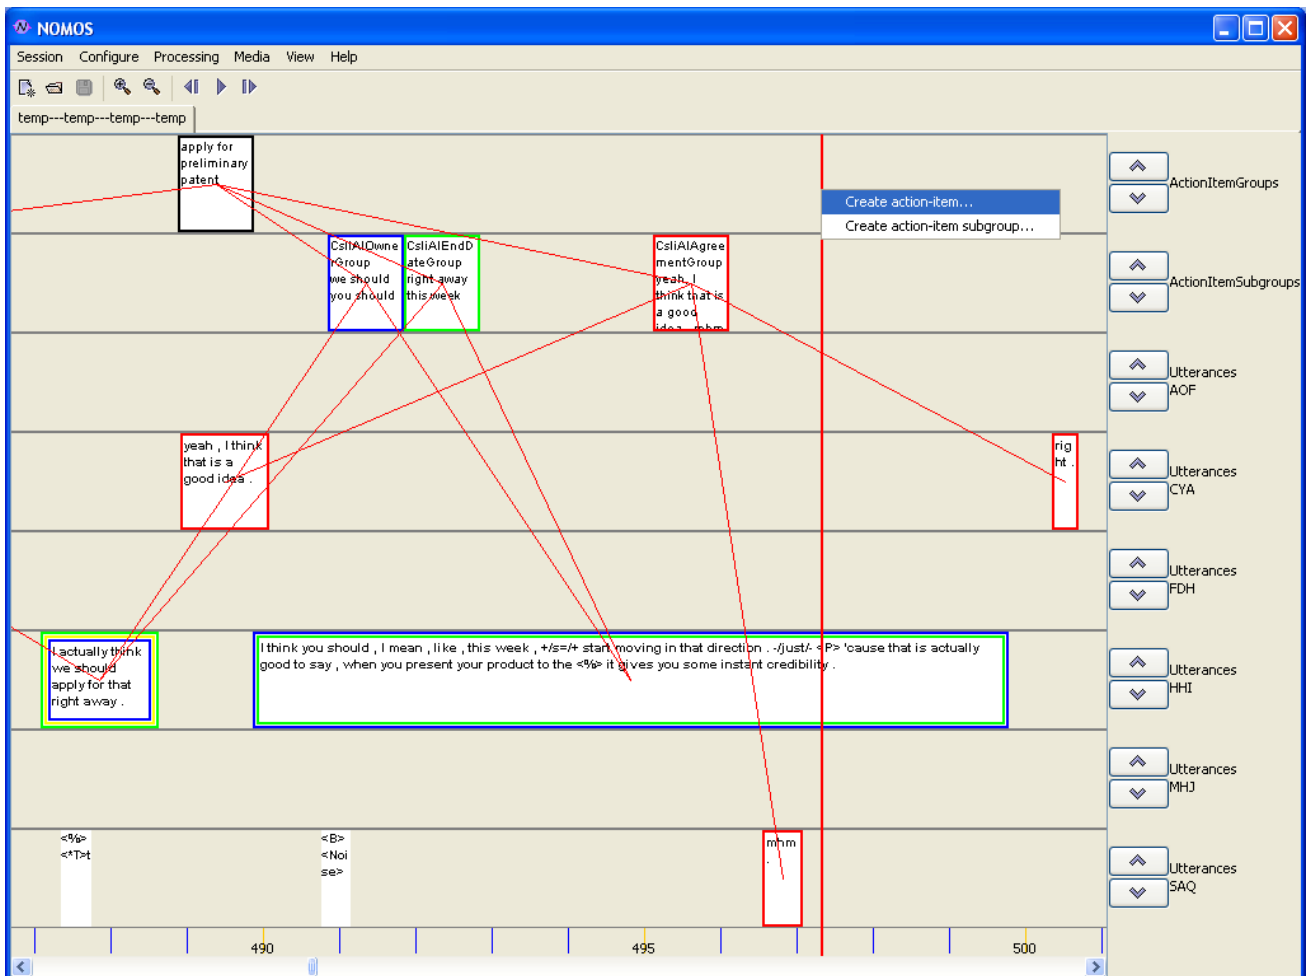 NOMOS
Session Configure Processing Media View Help
temp---temp---temp---temp
apply for
preliminary
patent
ActionItemGroups
Create action-item...
Create action-item subgroup...
CsliAIOwne
rGroup
we should
you should
CsliAIEndD
ateGroup
right away
this week
CsliAIAgree
mentGroup
yeah, I
think that is
a good
idea . mhm
ActionItemSubgroups
Utterances
AOF
yeah , I think
that is a
good idea .
rig
ht .
Utterances
CYA
Utterances
FDH
I actually think
we should
apply for that
right away .
I think you should , I mean , like , this week , +/s=/+ start moving in that direction . -/just/- <P> 'cause that is actually
good to say , when you present your product to the <%> it gives you some instant credibility .
Utterances
HHI
Utterances
MHJ
<%>
<*T>t
<B>
<Noi
se>
mhm
.
Utterances
SAQ
490 495 500